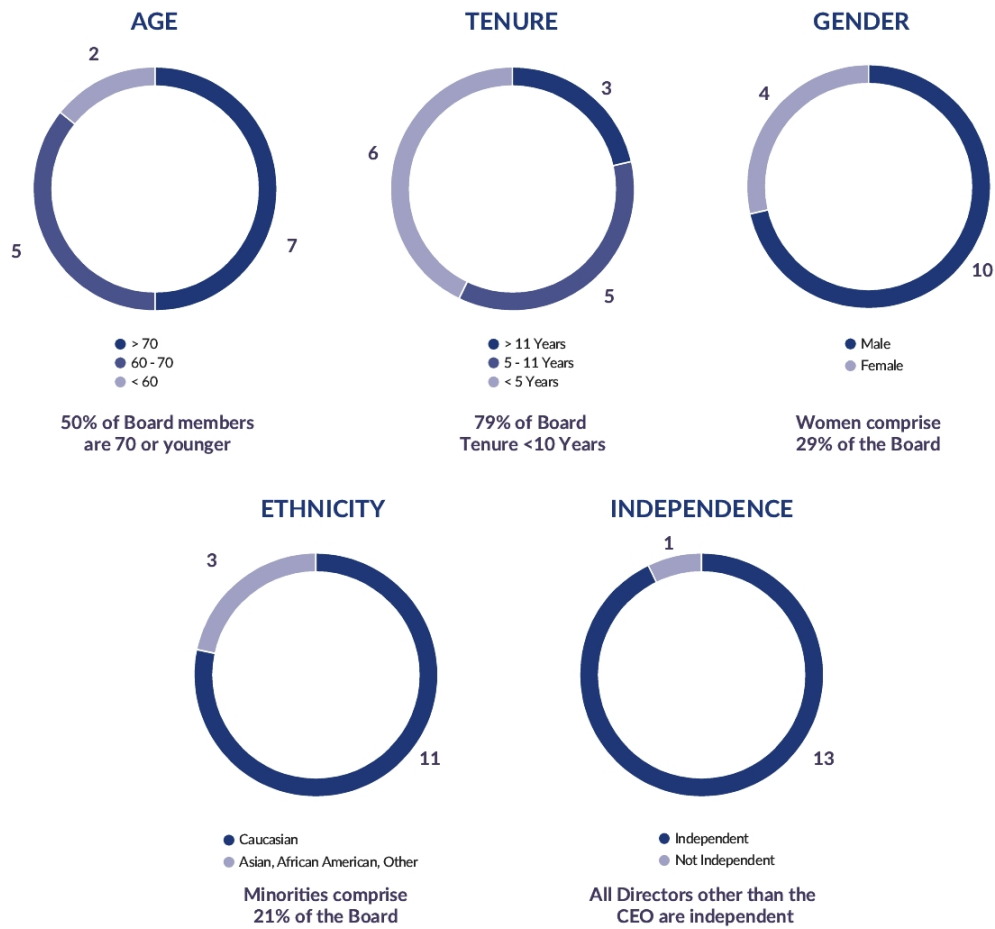 AGE
2
5
7
> 70
60 - 70
< 60
50% of Board members
are 70 or younger
TENURE
3
6
5
> 11 Years
5 - 11 Years
< 5 Years
79% of Board
Tenure <10 Years
GENDER
4
10
Male
Female
Women comprise
29% of the Board
ETHNICITY
3
11
Caucasian
Asian, African American, Other
Minorities comprise
21% of the Board
INDEPENDENCE
1
13
Independent
Not Independent
All Directors other than the
CEO are independent